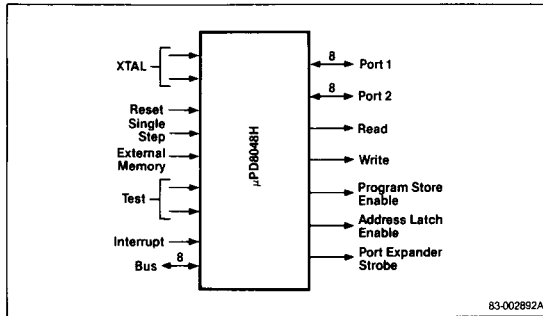 XTAL
Reset
Single
Step
External
Memory
Test
Interrupt
Bus
8
μPD8048H
8
Port 1
8
Port 2
Read
Write
Program Store
Enable
Address Latch
Enable
Port Expander
Strobe
83-002892A